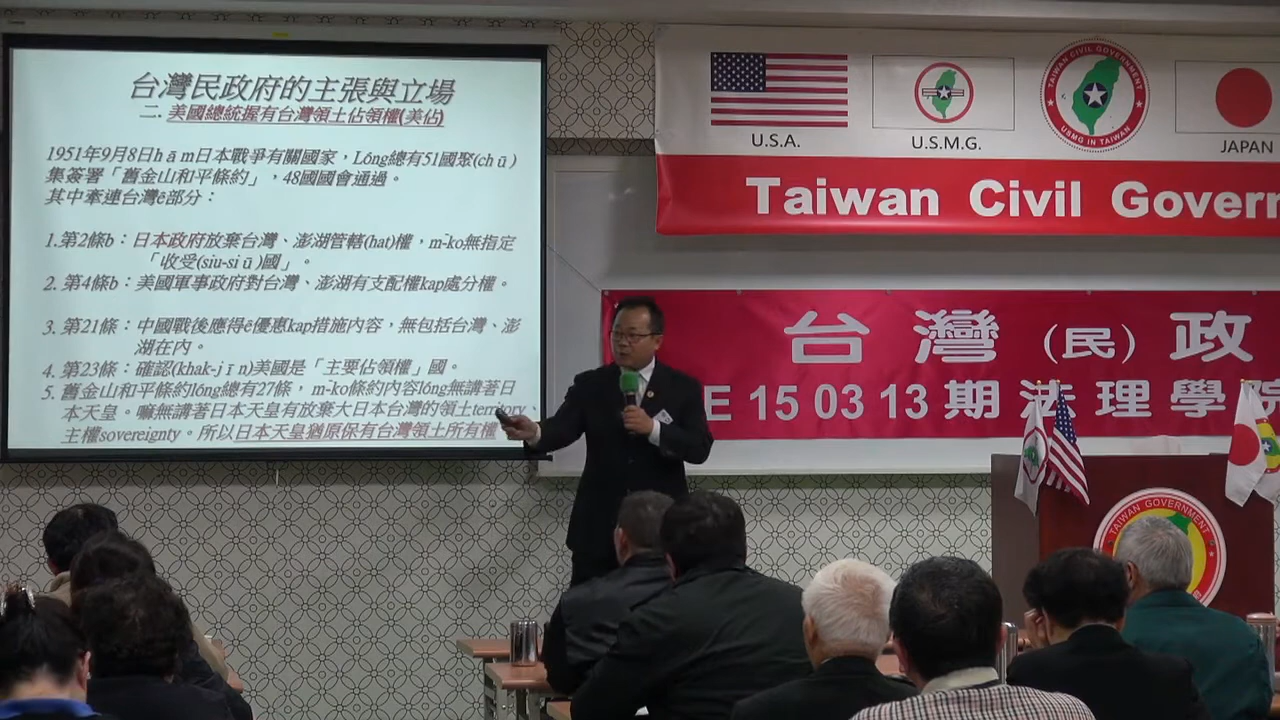 台灣民政府的主張與立場
二. 美國總統握有台灣領土佔領權(美佔)
1951年9月8日hām日本戰爭有關國家，Lóng總有51國聚(chū)
集簽署「舊金山和平條約」，48國國會通過。
其中牽連台灣ê部分：
1.第2條b：日本政府放棄台灣、澎湖管轄(hat)權，m̄-ko無指定
「收受(siu-siū)國」。
2. 第4條b：美國軍事政府對台灣、澎湖有支配權kap處分權。
3. 第21條：中國戰後應得ê優惠kap措施內容，無包括台灣、澎
湖在內。
4. 第23條：確認(khak-jīn)美國是「主要佔領權」國。
5. 舊金山和平條約lóng總有27條，m̄-ko條約內容lóng無講著日
本天皇。嘛無講著日本天皇有放棄大日本台灣的領土territory、
主權sovereignty。所以日本天皇猶原保有台灣領土所有權
U.S.A.
U.S.M.G.
TAIWAN CIVIL GOVERNMENT
USMG IN TAIWAN
JAPAN
Taiwan Civil Govern
台灣(民)政
E 15 03 13期法理學院
TAIWAN GOVERNMENT